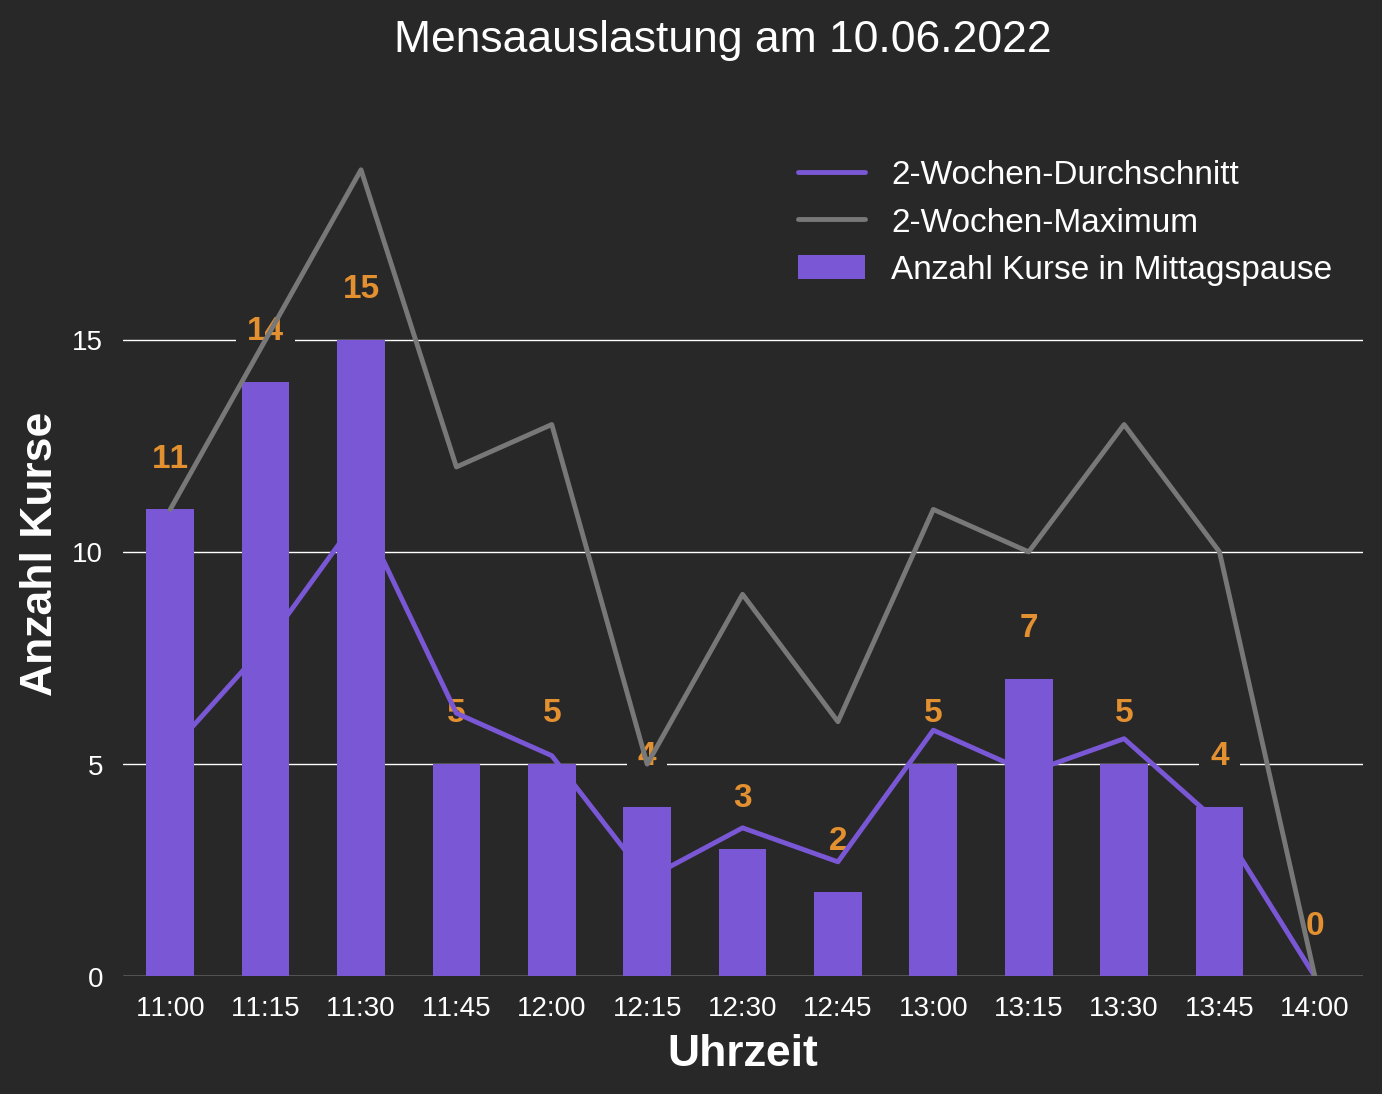 Mensaauslastung am 10.06.2022
2-Wochen-Durchschnitt
2-Wochen-Maximum
Anzahl Kurse in Mittagspause
Anzahl Kurse
15
10
5
0
11
14
15
5
5
4
3
2
5
7
5
4
0
11:00 11:15 11:30 11:45 12:00 12:15 12:30 12:45 13:00 13:15 13:30 13:45 14:00
Uhrzeit